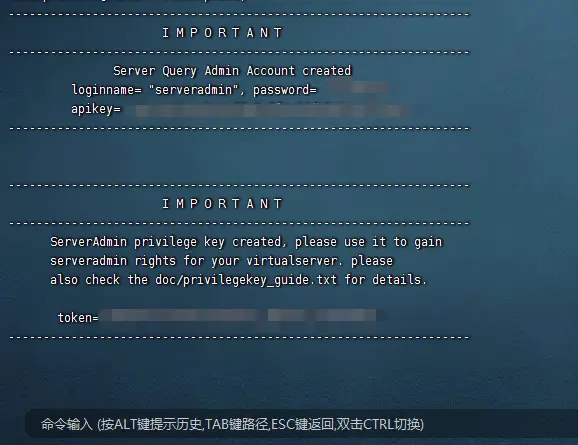 ------------------------------------------------------------------
I M P O R T A N T
------------------------------------------------------------------
Server Query Admin Account created
loginname= "serveradmin", password=
apikey=
------------------------------------------------------------------
------------------------------------------------------------------
I M P O R T A N T
------------------------------------------------------------------
ServerAdmin privilege key created, please use it to gain
serveradmin rights for your virtualserver. please
also check the doc/privilegekey_guide.txt for details.
token=
------------------------------------------------------------------
命令输入 (按ALT键提示历史,TAB键路径,ESC键返回,双击CTRL切换)